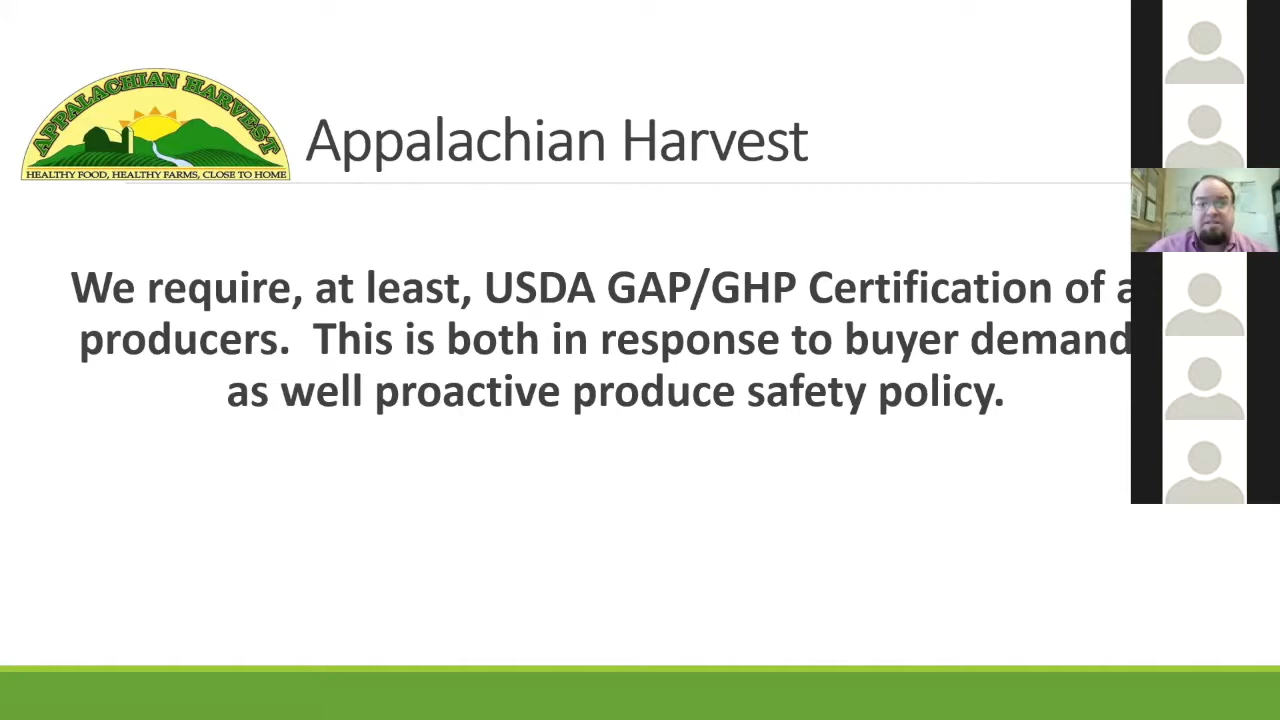 APPALACHIAN HARVEST
HEALTHY FOOD, HEALTHY FARMS, CLOSE TO HOME
Appalachian Harvest
We require, at least, USDA GAP/GHP Certification of
producers. This is both in response to buyer demand
as well proactive produce safety policy.